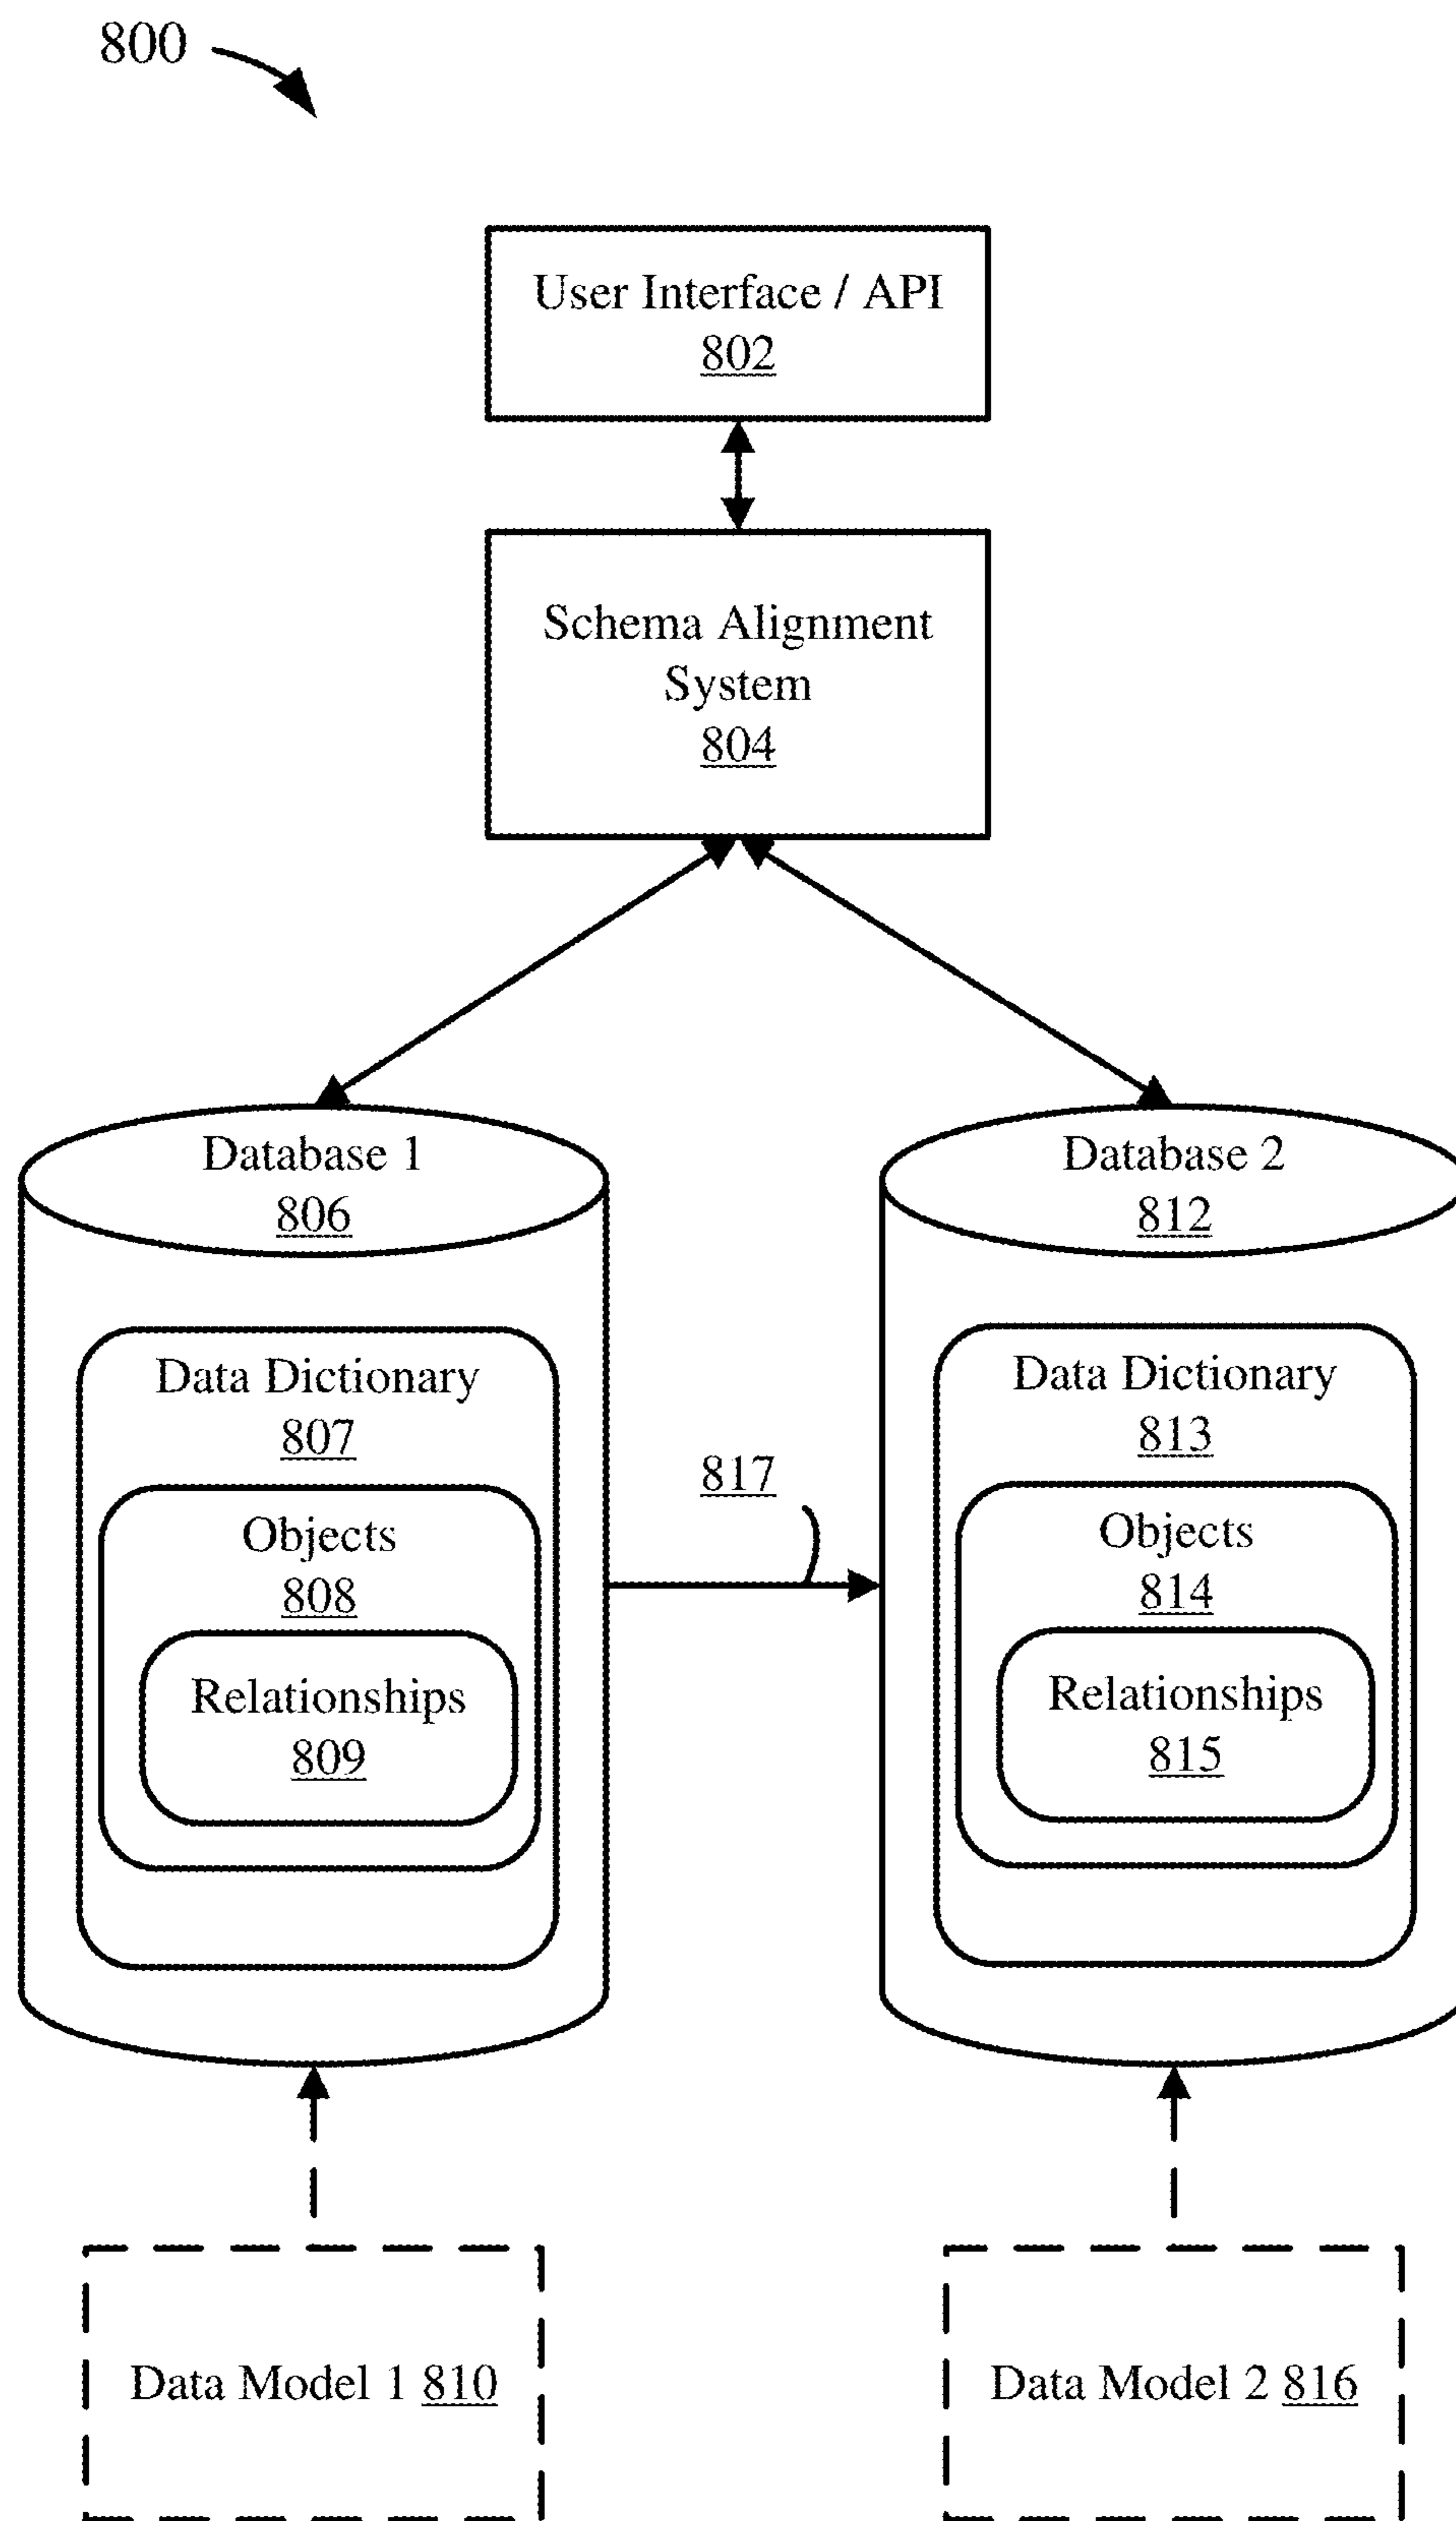 800
User Interface / API
802
Schema Alignment
System
804
Database 1
806
Data Dictionary
807
Objects
808
Relationships
809
817
Database 2
812
Data Dictionary
813
Objects
814
Relationships
815
Data Model 1 810
Data Model 2 816